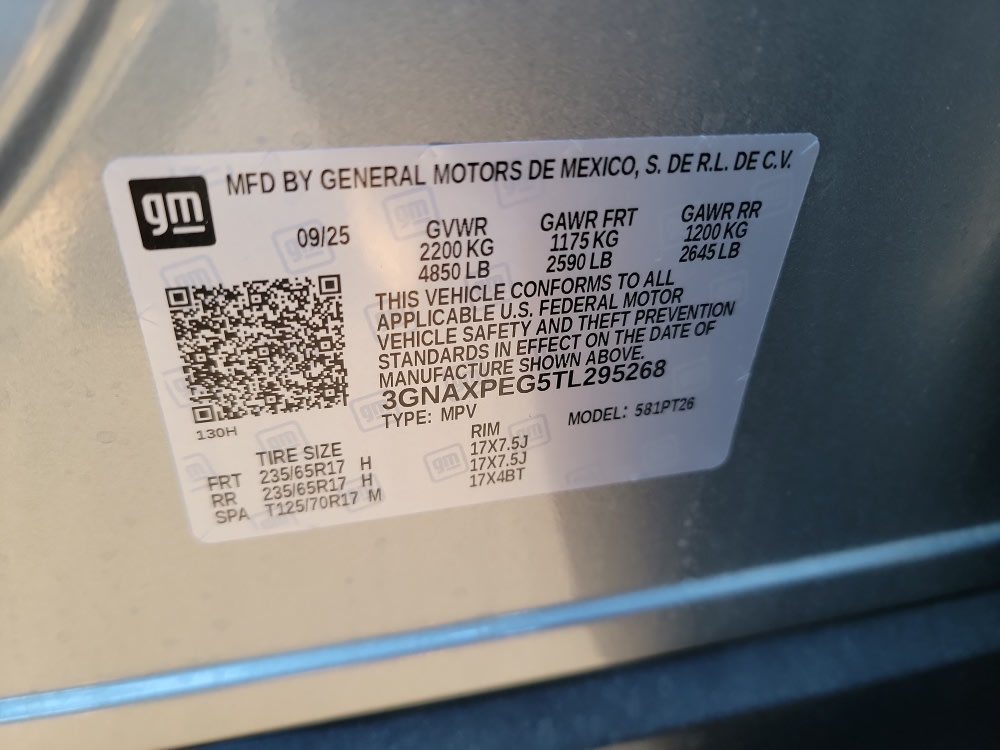 gm
MFD BY GENERAL MOTORS DE MEXICO, S. DE R.L. DE C.V.
09/25 GVWR GAWR FRT GAWR RR
2200 KG 1175 KG 1200 KG
4850 LB 2590 LB 2645 LB
THIS VEHICLE CONFORMS TO ALL
APPLICABLE U.S. FEDERAL MOTOR
VEHICLE SAFETY AND THEFT PREVENTION
STANDARDS IN EFFECT ON THE DATE OF
MANUFACTURE SHOWN ABOVE.
3GNAXPEG5TL295268
TYPE: MPV MODEL: 581PT26
130H
TIRE SIZE RIM
FRT 235/65R17 H 17X7.5J
RR 235/65R17 H 17X7.5J
SPA T125/70R17 M 17X4BT